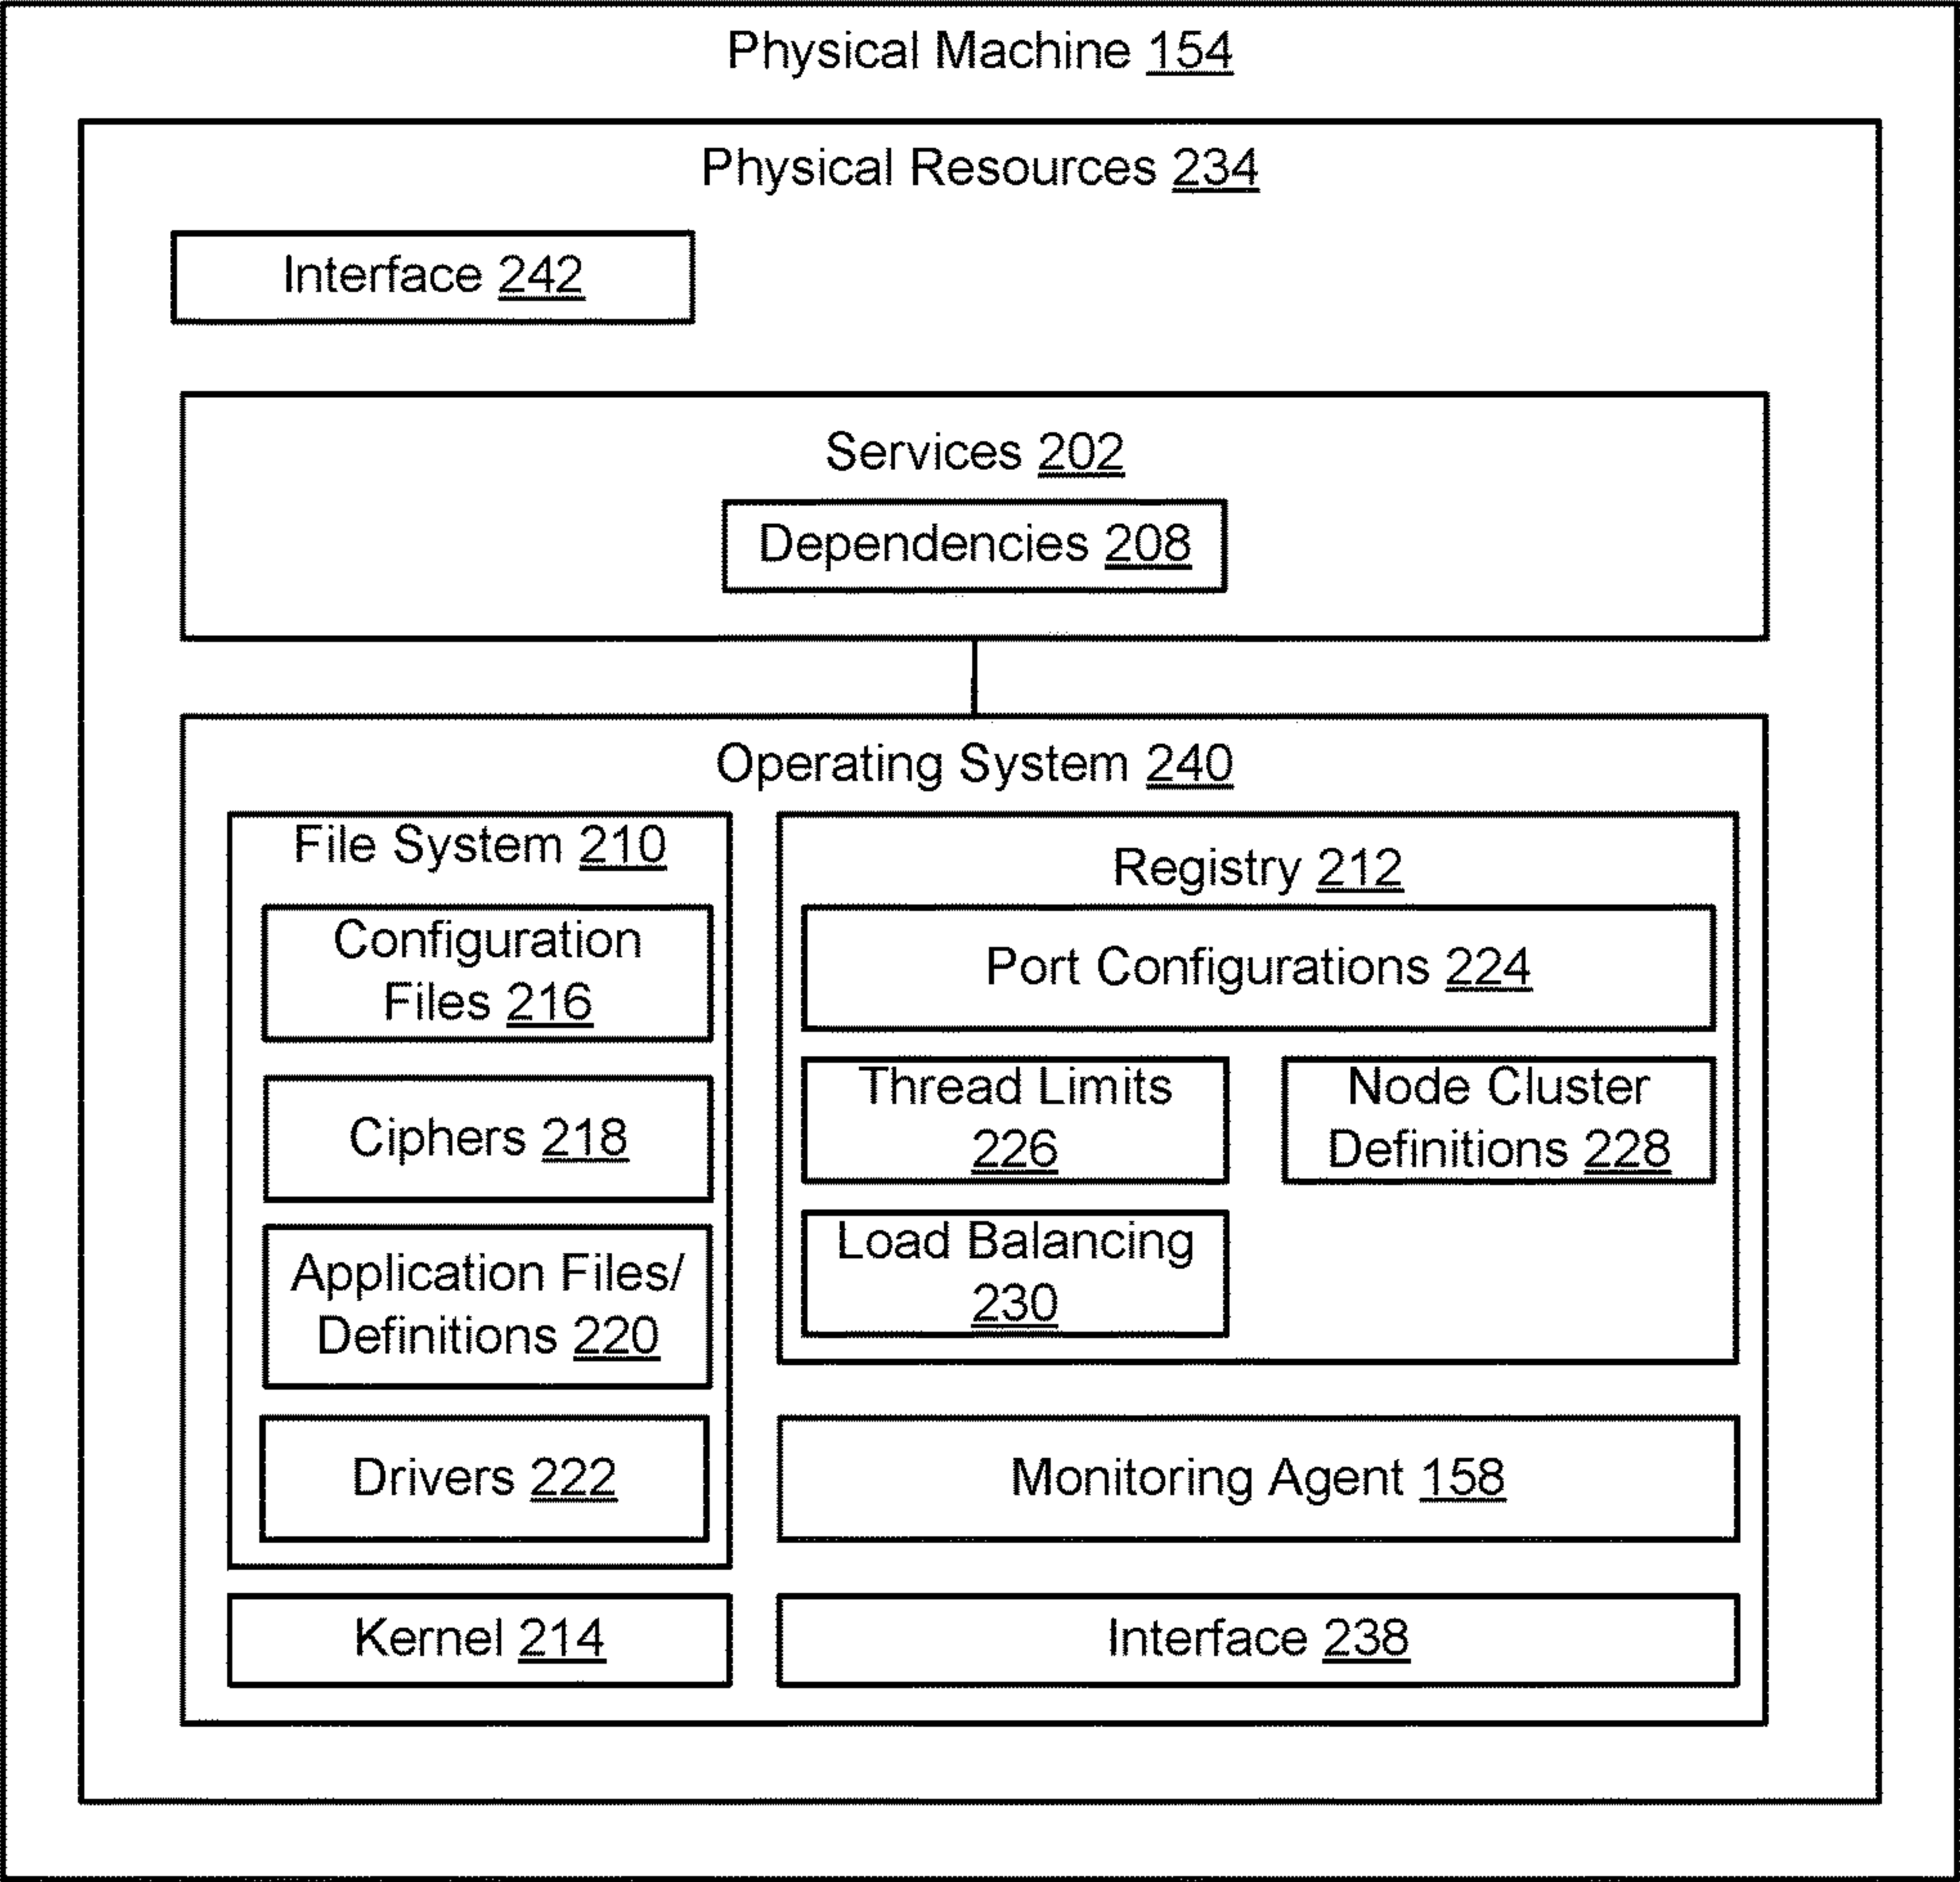 Physical Machine 154
Physical Resources 234
Interface 242
Services 202
Dependencies 208
Operating System 240
File System 210
Configuration
Files 216
Ciphers 218
Application Files/
Definitions 220
Drivers 222
Kernel 214
Registry 212
Port Configurations 224
Thread Limits
226
Node Cluster
Definitions 228
Load Balancing
230
Monitoring Agent 158
Interface 238